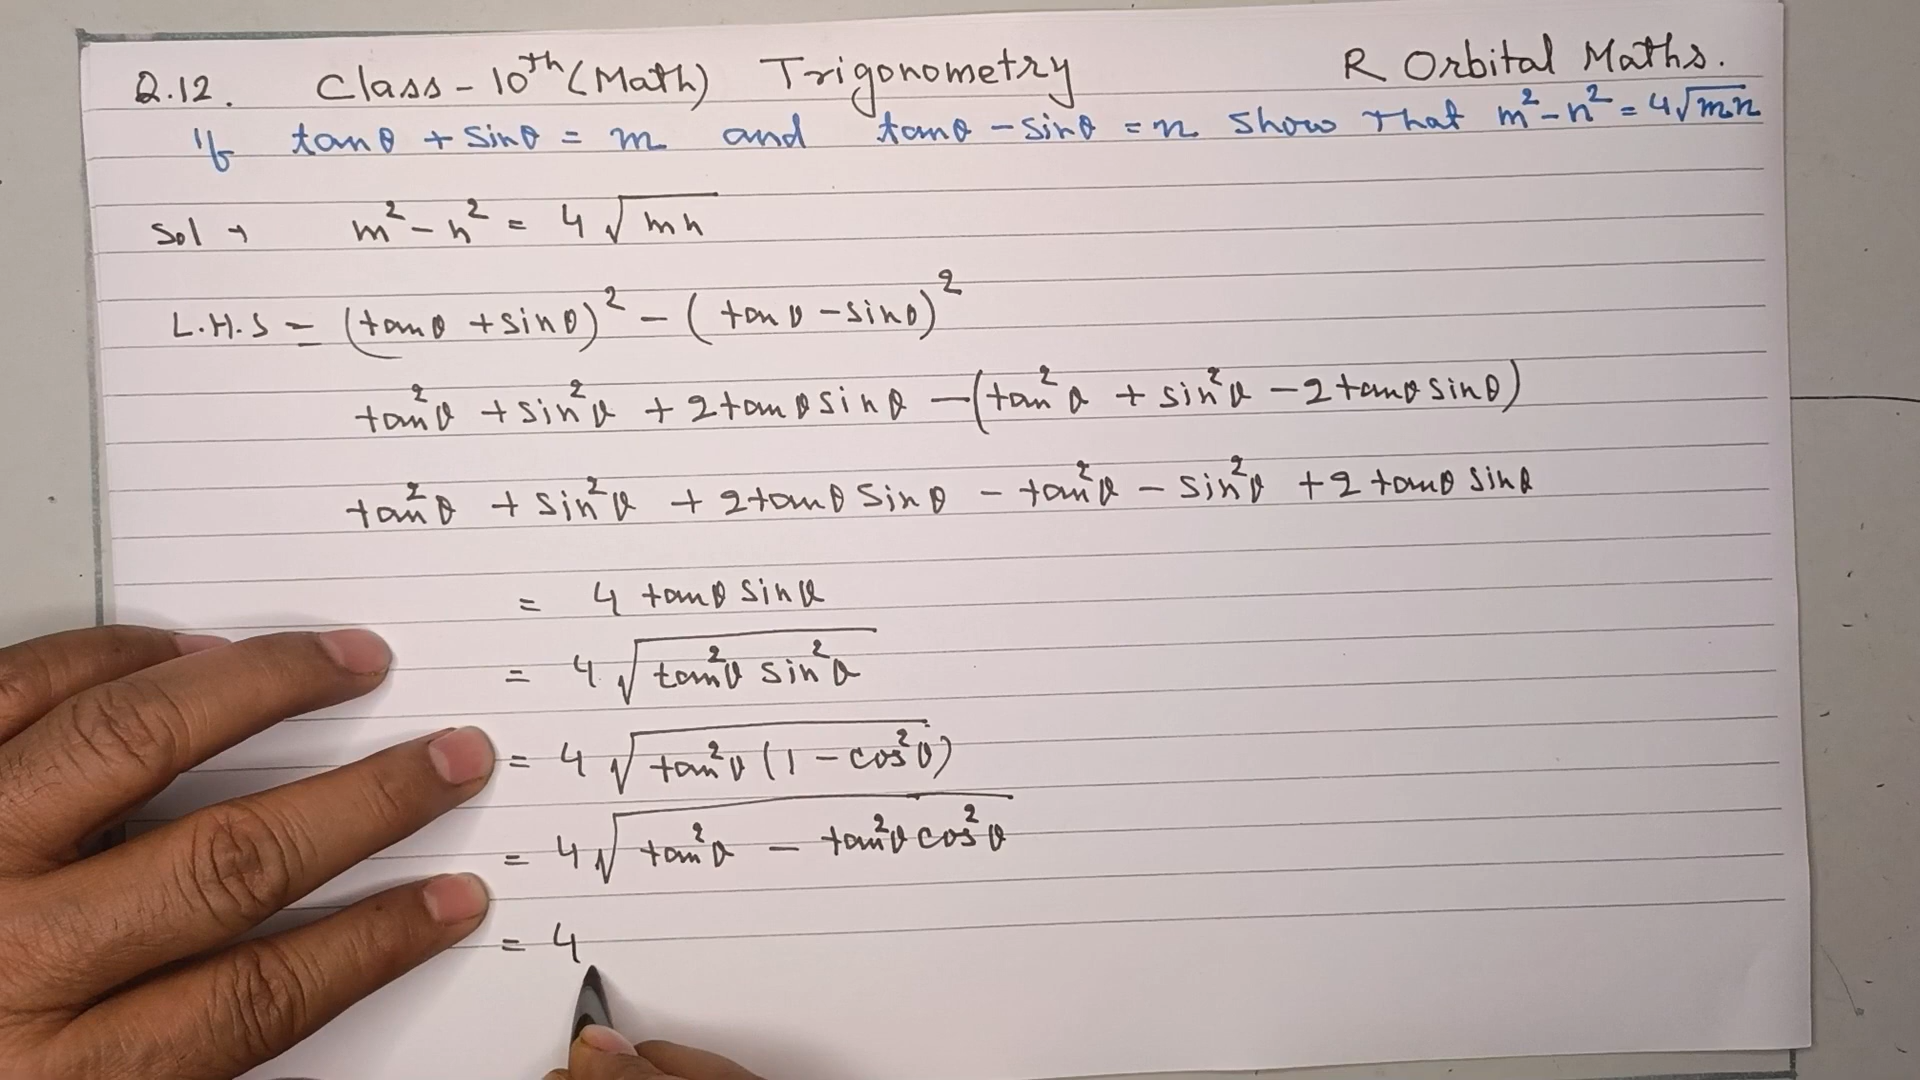 Q.12. Class - 10th (Math) Trigonometry R Orbital Maths.
If tanθ + sinθ = m and tanθ - sinθ = n show that m² - n² = 4√mn
Sol → m² - n² = 4√mn
L.H.S = (tanθ + sinθ)² - (tanθ - sinθ)²
tan²θ + sin²θ + 2tanθ sinθ - (tan²θ + sin²θ - 2tanθ sinθ)
tan²θ + sin²θ + 2tanθ sinθ - tan²θ - sin²θ + 2tanθ sinθ
= 4 tanθ sinθ
= 4√tan²θ sin²θ
= 4√tan²θ (1 - cos²θ)
= 4√tan²θ - tan²θ cos²θ
= 4